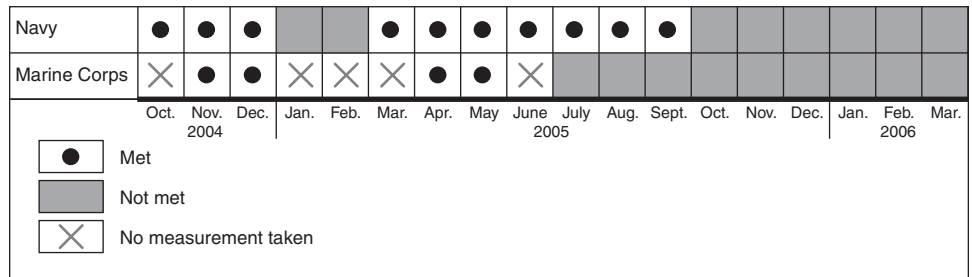 Navy
Marine Corps
Oct. Nov. Dec. Jan. Feb. Mar. Apr. May June July Aug. Sept. Oct. Nov. Dec. Jan. Feb. Mar.
2004 2005 2006
Met
Not met
No measurement taken